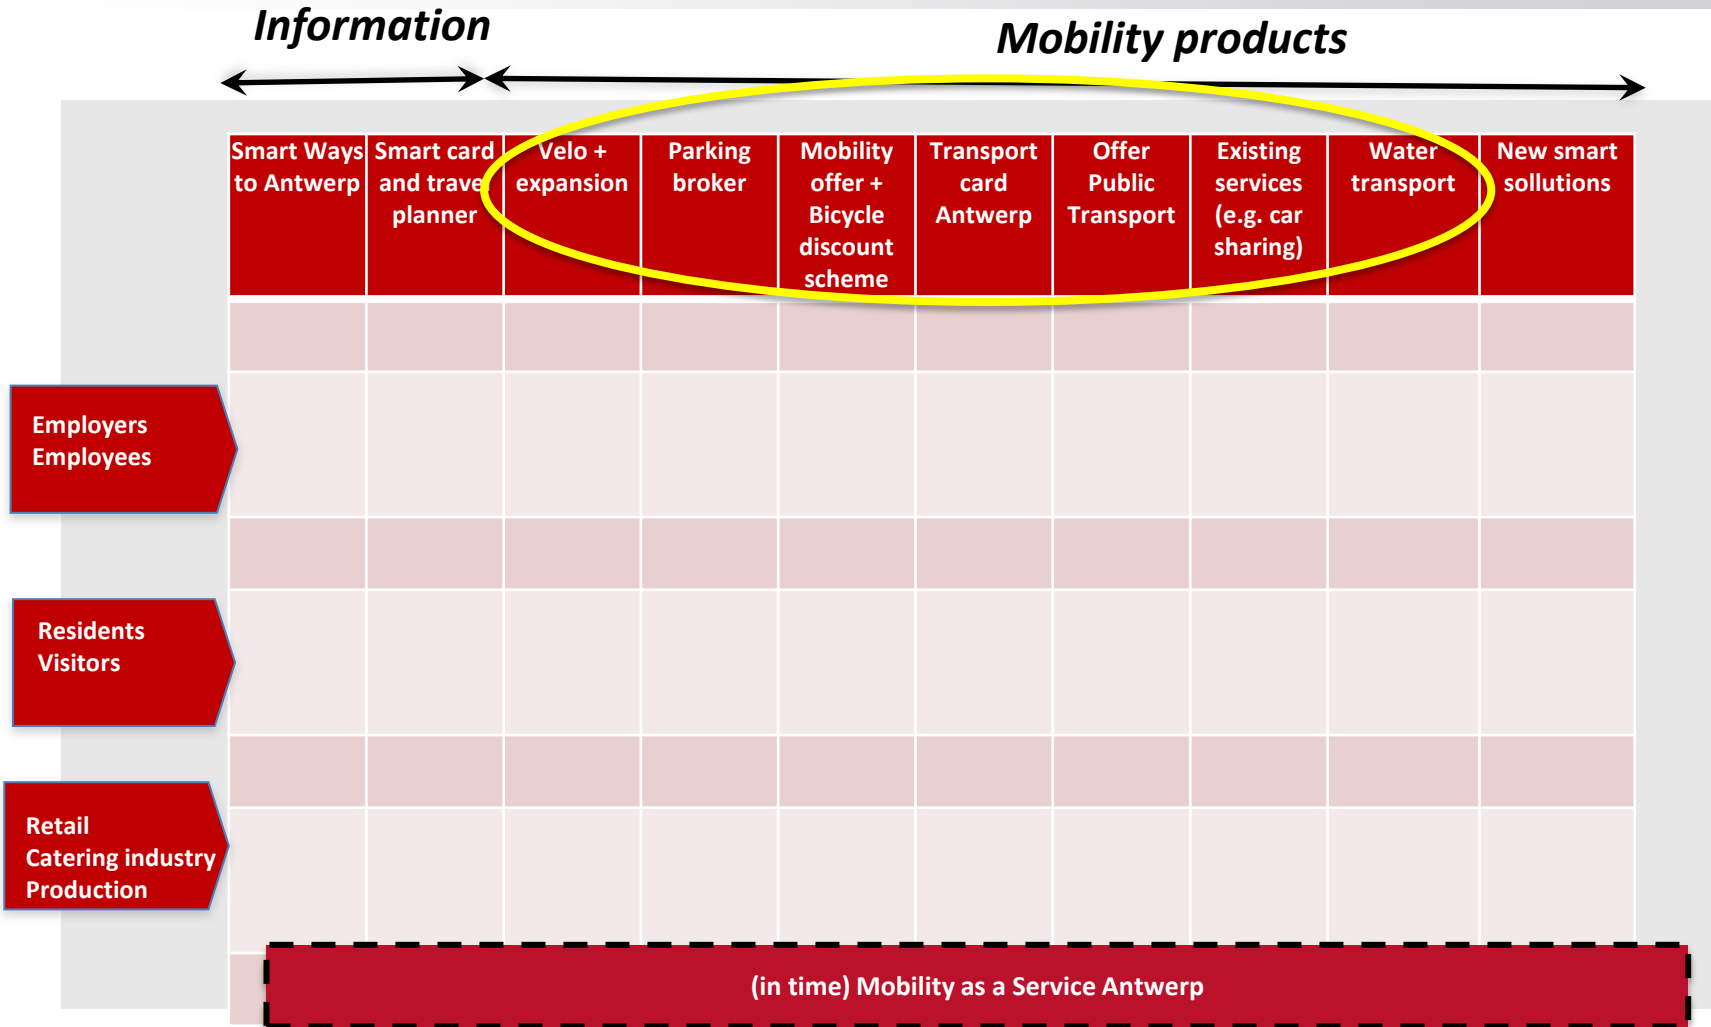 Information
Mobility products
Smart Ways
to Antwerp
Smart card
and travel
planner
Velo +
expansion
Parking
broker
Mobility
offer +
Bicycle
discount
scheme
Transport
card
Antwerp
Offer
Public
Transport
Existing
services
(e.g. car
sharing)
Water
transport
New smart
sollutions
Employers
Employees
Residents
Visitors
Retail
Catering industry
Production
(in time) Mobility as a Service Antwerp